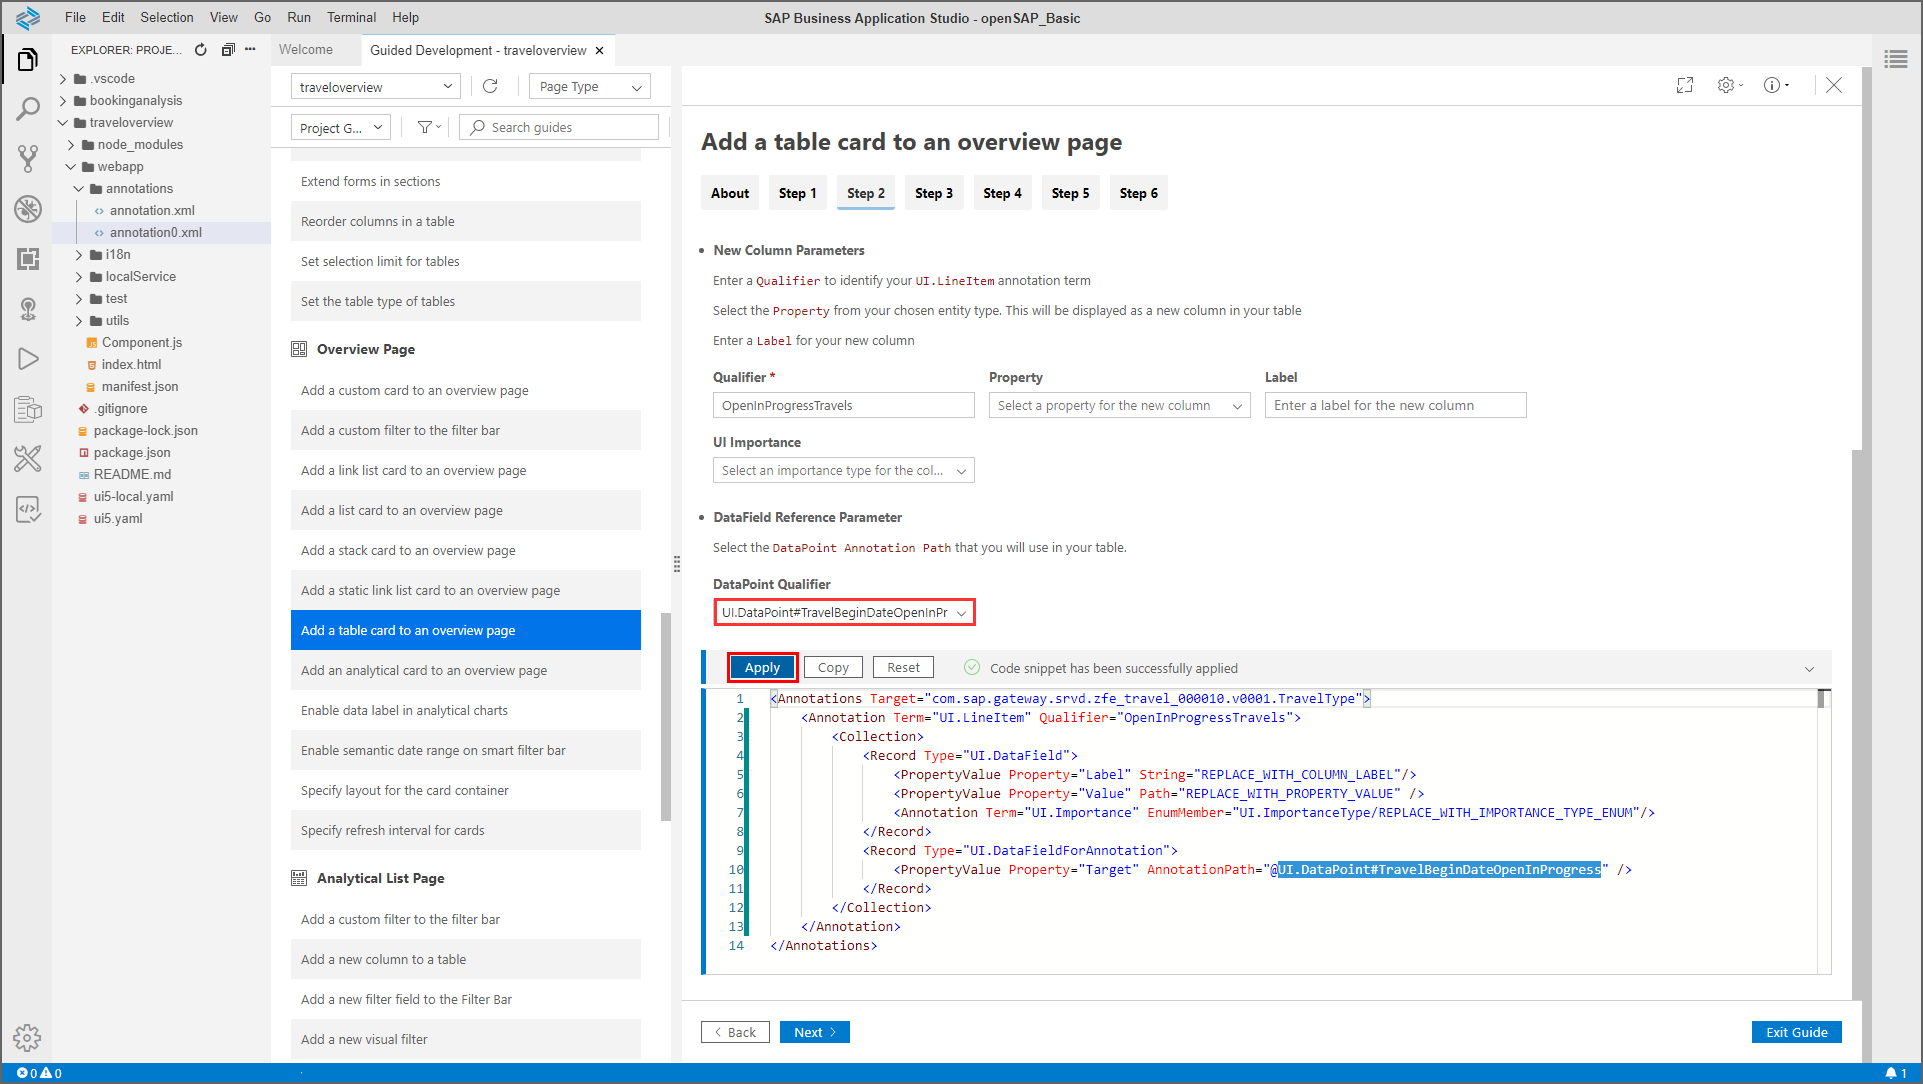 File Edit Selection View Go Run Terminal Help
SAP Business Application Studio - openSAP_Basic
EXPLORER: PROJE...
Welcome
Guided Development - traveloverview
.vscode
bookinganalysis
traveloverview
node_modules
webapp
annotations
annotation.xml
annotation0.xml
i18n
localService
test
utils
Component.js
index.html
manifest.json
.gitignore
package-lock.json
package.json
README.md
ui5-local.yaml
ui5.yaml
traveloverview
Page Type
Project G...
Search guides
Extend forms in sections
Reorder columns in a table
Set selection limit for tables
Set the table type of tables
Overview Page
Add a custom card to an overview page
Add a custom filter to the filter bar
Add a link list card to an overview page
Add a list card to an overview page
Add a stack card to an overview page
Add a static link list card to an overview page
Add a table card to an overview page
Add an analytical card to an overview page
Enable data label in analytical charts
Enable semantic date range on smart filter bar
Specify layout for the card container
Specify refresh interval for cards
Analytical List Page
Add a custom filter to the filter bar
Add a new column to a table
Add a new filter field to the Filter Bar
Add a new visual filter
Add a table card to an overview page
About Step 1 Step 2 Step 3 Step 4 Step 5 Step 6
• New Column Parameters
Enter a Qualifier to identify your UI.LineItem annotation term
Select the Property from your chosen entity type. This will be displayed as a new column in your table
Enter a Label for your new column
Qualifier * Property Label
OpenInProgressTravels Select a property for the new column Enter a label for the new column
UI Importance
Select an importance type for the col...
• DataField Reference Parameter
Select the DataPoint Annotation Path that you will use in your table.
DataPoint Qualifier
UI.DataPoint#TravelBeginDateOpenInPr
Apply Copy Reset Code snippet has been successfully applied
1 <Annotations Target="com.sap.gateway.srvd.zfe_travel_000010.v0001.TravelType">
2 <Annotation Term="UI.LineItem" Qualifier="OpenInProgressTravels">
3 <Collection>
4 <Record Type="UI.DataField">
5 <PropertyValue Property="Label" String="REPLACE_WITH_COLUMN_LABEL"/>
6 <PropertyValue Property="Value" Path="REPLACE_WITH_PROPERTY_VALUE" />
7 <Annotation Term="UI.Importance" EnumMember="UI.ImportanceType/REPLACE_WITH_IMPORTANCE_TYPE_ENUM"/>
8 </Record>
9 <Record Type="UI.DataFieldForAnnotation">
10 <PropertyValue Property="Target" AnnotationPath="@UI.DataPoint#TravelBeginDateOpenInProgress" />
11 </Record>
12 </Collection>
13 </Annotation>
14 </Annotations>
Back Next Exit Guide
0 0 1